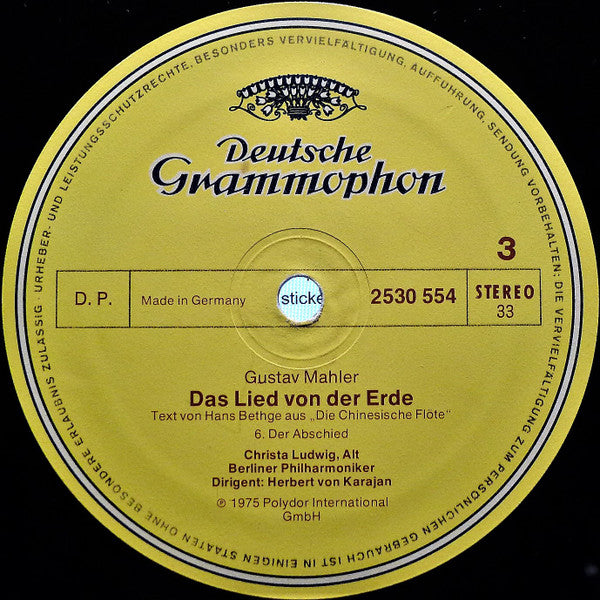 URHEBER- UND LEISTUNGSSCHUTZRECHTE, BESONDERS VERVIELFÄLTIGUNG, AUFFÜHRUNG, SENDUNG VORBEHALTEN; DIE VERVIELFÄLTIGUNG ZUM PERSÖNLICHEN GEBRAUCH IST IN EINIGEN STAATEN OHNE BESONDERE ERLAUBNIS ZULÄSSIG ·
Deutsche
Grammophon
3
D. P.
Made in Germany
sticke
2530 554
STEREO
33
Gustav Mahler
Das Lied von der Erde
Text von Hans Bethge aus „Die Chinesische Flöte"
6. Der Abschied
Christa Ludwig, Alt
Berliner Philharmoniker
Dirigent: Herbert von Karajan
℗ 1975 Polydor International
GmbH